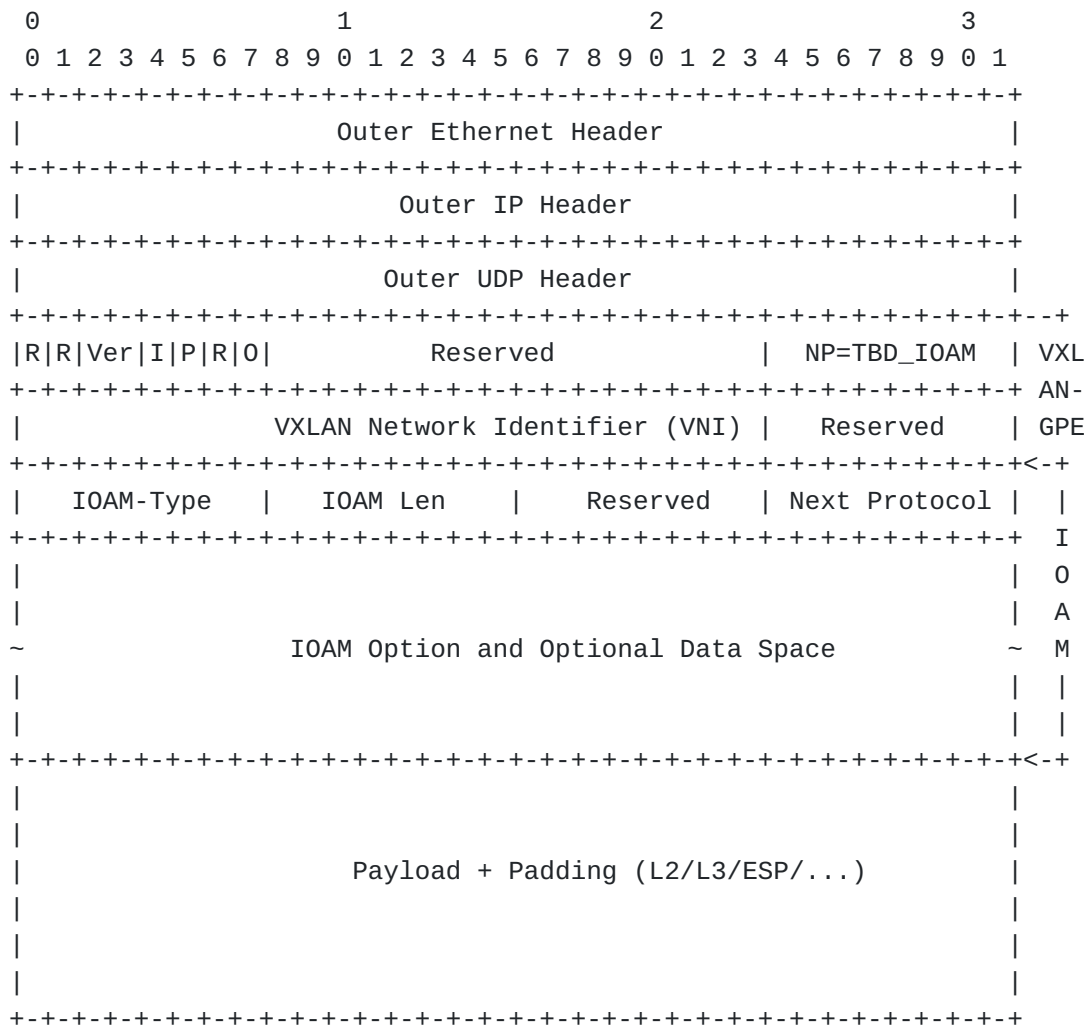 0                   1                   2                   3
 0 1 2 3 4 5 6 7 8 9 0 1 2 3 4 5 6 7 8 9 0 1 2 3 4 5 6 7 8 9 0 1
+-+-+-+-+-+-+-+-+-+-+-+-+-+-+-+-+-+-+-+-+-+-+-+-+-+-+-+-+-+-+-+-+
|                    Outer Ethernet Header                      |
+-+-+-+-+-+-+-+-+-+-+-+-+-+-+-+-+-+-+-+-+-+-+-+-+-+-+-+-+-+-+-+-+
|                        Outer IP Header                        |
+-+-+-+-+-+-+-+-+-+-+-+-+-+-+-+-+-+-+-+-+-+-+-+-+-+-+-+-+-+-+-+-+
|                       Outer UDP Header                        |
+-+-+-+-+-+-+-+-+-+-+-+-+-+-+-+-+-+-+-+-+-+-+-+-+-+-+-+-+-+-+-+-+--+
|R|R|Ver|I|P|R|O|          Reserved             |  NP=TBD_IOAM  | VXL
+-+-+-+-+-+-+-+-+-+-+-+-+-+-+-+-+-+-+-+-+-+-+-+-+-+-+-+-+-+-+-+-+ AN-
|                VXLAN Network Identifier (VNI) |   Reserved    | GPE
+-+-+-+-+-+-+-+-+-+-+-+-+-+-+-+-+-+-+-+-+-+-+-+-+-+-+-+-+-+-+-+-+<-+
|   IOAM-Type   |   IOAM Len    |    Reserved   | Next Protocol |  |
+-+-+-+-+-+-+-+-+-+-+-+-+-+-+-+-+-+-+-+-+-+-+-+-+-+-+-+-+-+-+-+-+  I
|                                                               |  O
|                                                               |  A
~                 IOAM Option and Optional Data Space           ~  M
|                                                               |  |
|                                                               |  |
+-+-+-+-+-+-+-+-+-+-+-+-+-+-+-+-+-+-+-+-+-+-+-+-+-+-+-+-+-+-+-+-+<-+
|                                                               |
|                                                               |
|                     Payload + Padding (L2/L3/ESP/...)         |
|                                                               |
|                                                               |
|                                                               |
+-+-+-+-+-+-+-+-+-+-+-+-+-+-+-+-+-+-+-+-+-+-+-+-+-+-+-+-+-+-+-+-+